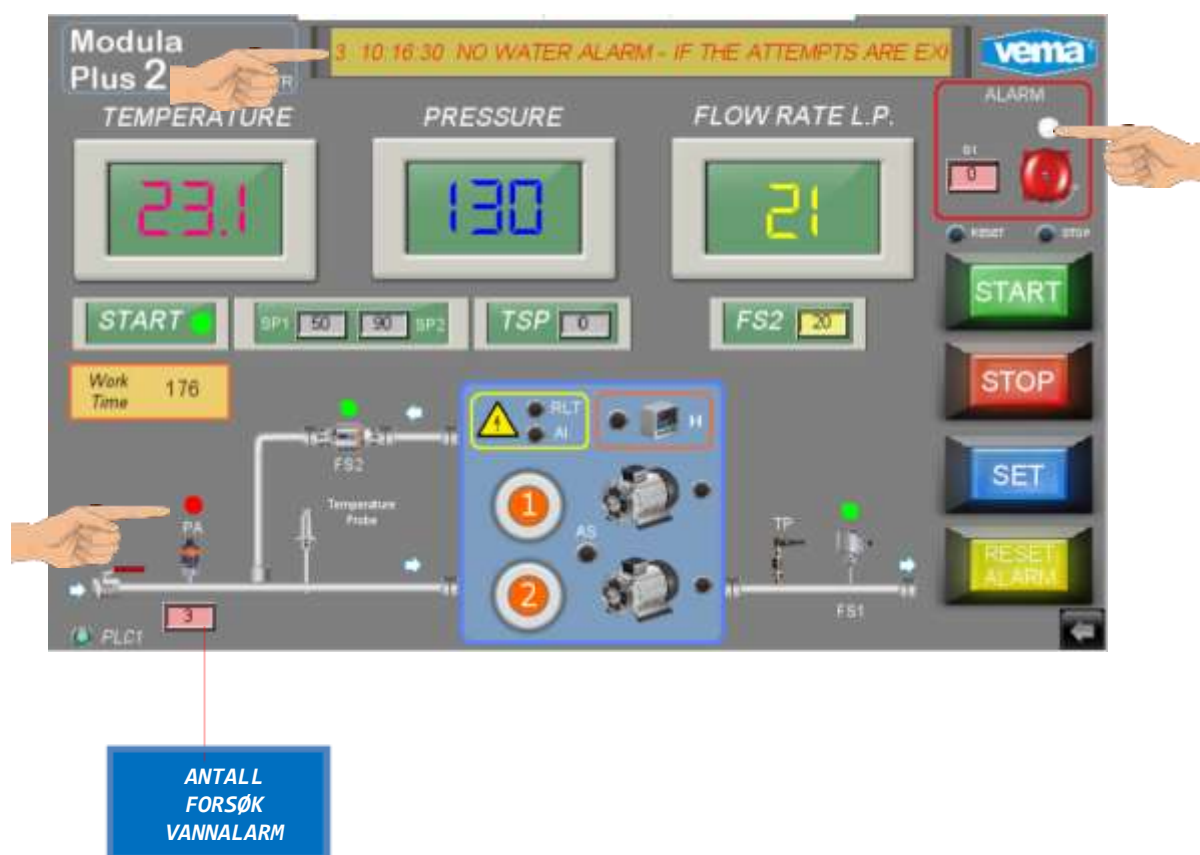 Modula
Plus 2
3 10 16:30 NO WATER ALARM - IF THE ATTEMPTS ARE
vema
ALARM
TEMPERATURE
PRESSURE
FLOW RATE L.P.
23.1
130
21
0
RESET
STOP
START
START
SP1 50 90 SP2
TSP 0
FS2 20
STOP
Work
Time
176
RLT
AI
H
FS2
SET
PA
Temperature
Probe
1
AS
TP
2
RESET
ALARM
3
FS1
PLC1
ANTALL
FORSØK
VANNALARM